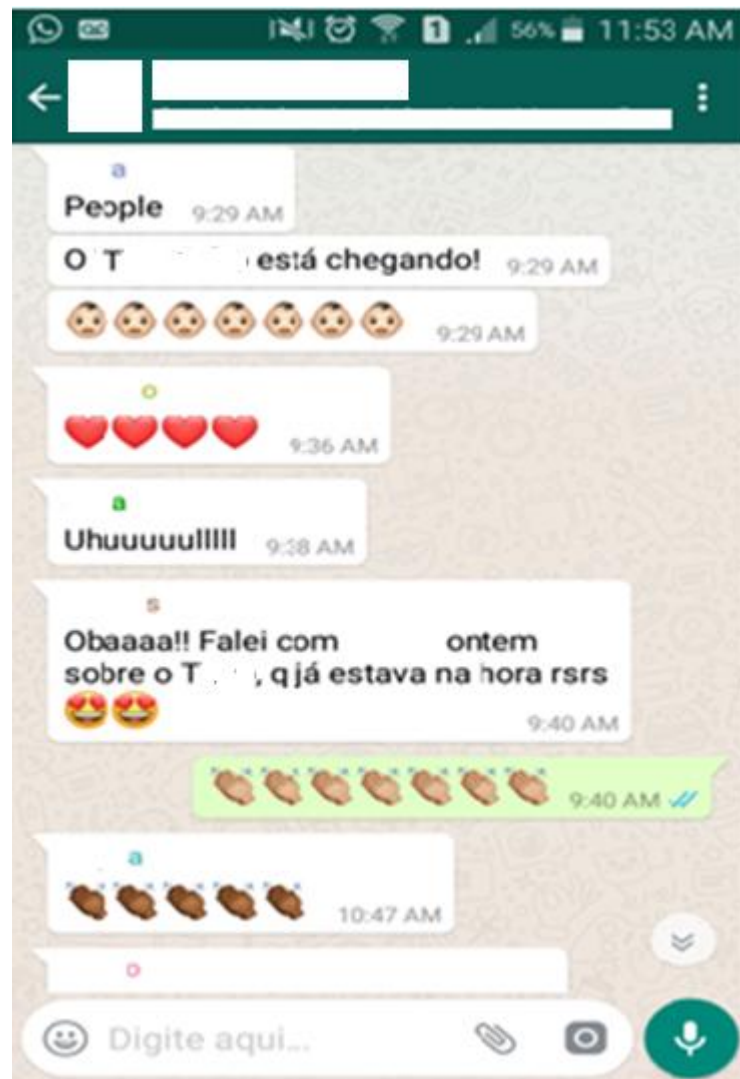 56% 11:53 AM
a
People 9:29 AM
O T está chegando! 9:29 AM
9:29 AM
o
9:36 AM
a
Uhuuuuulllll 9:38 AM
s
Obaaaa!! Falei com ontem
sobre o T , q já estava na hora rsrs
9:40 AM
9:40 AM
a
10:47 AM
o
Digite aqui...